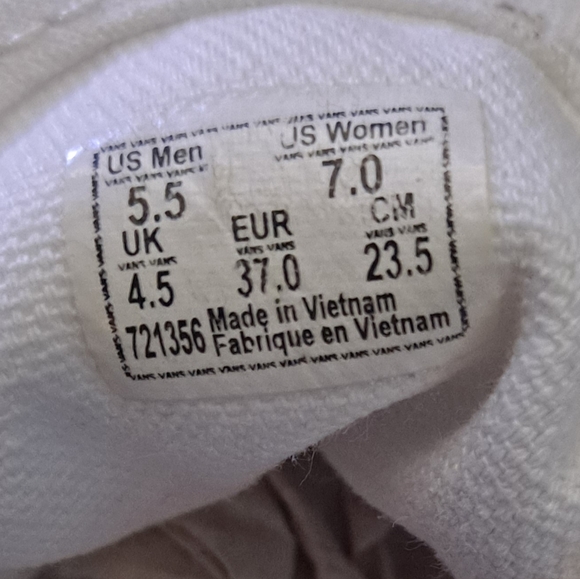 US Men US Women
5.5 7.0
UK EUR CM
4.5 37.0 23.5
721356 Made in Vietnam
Fabrique en Vietnam